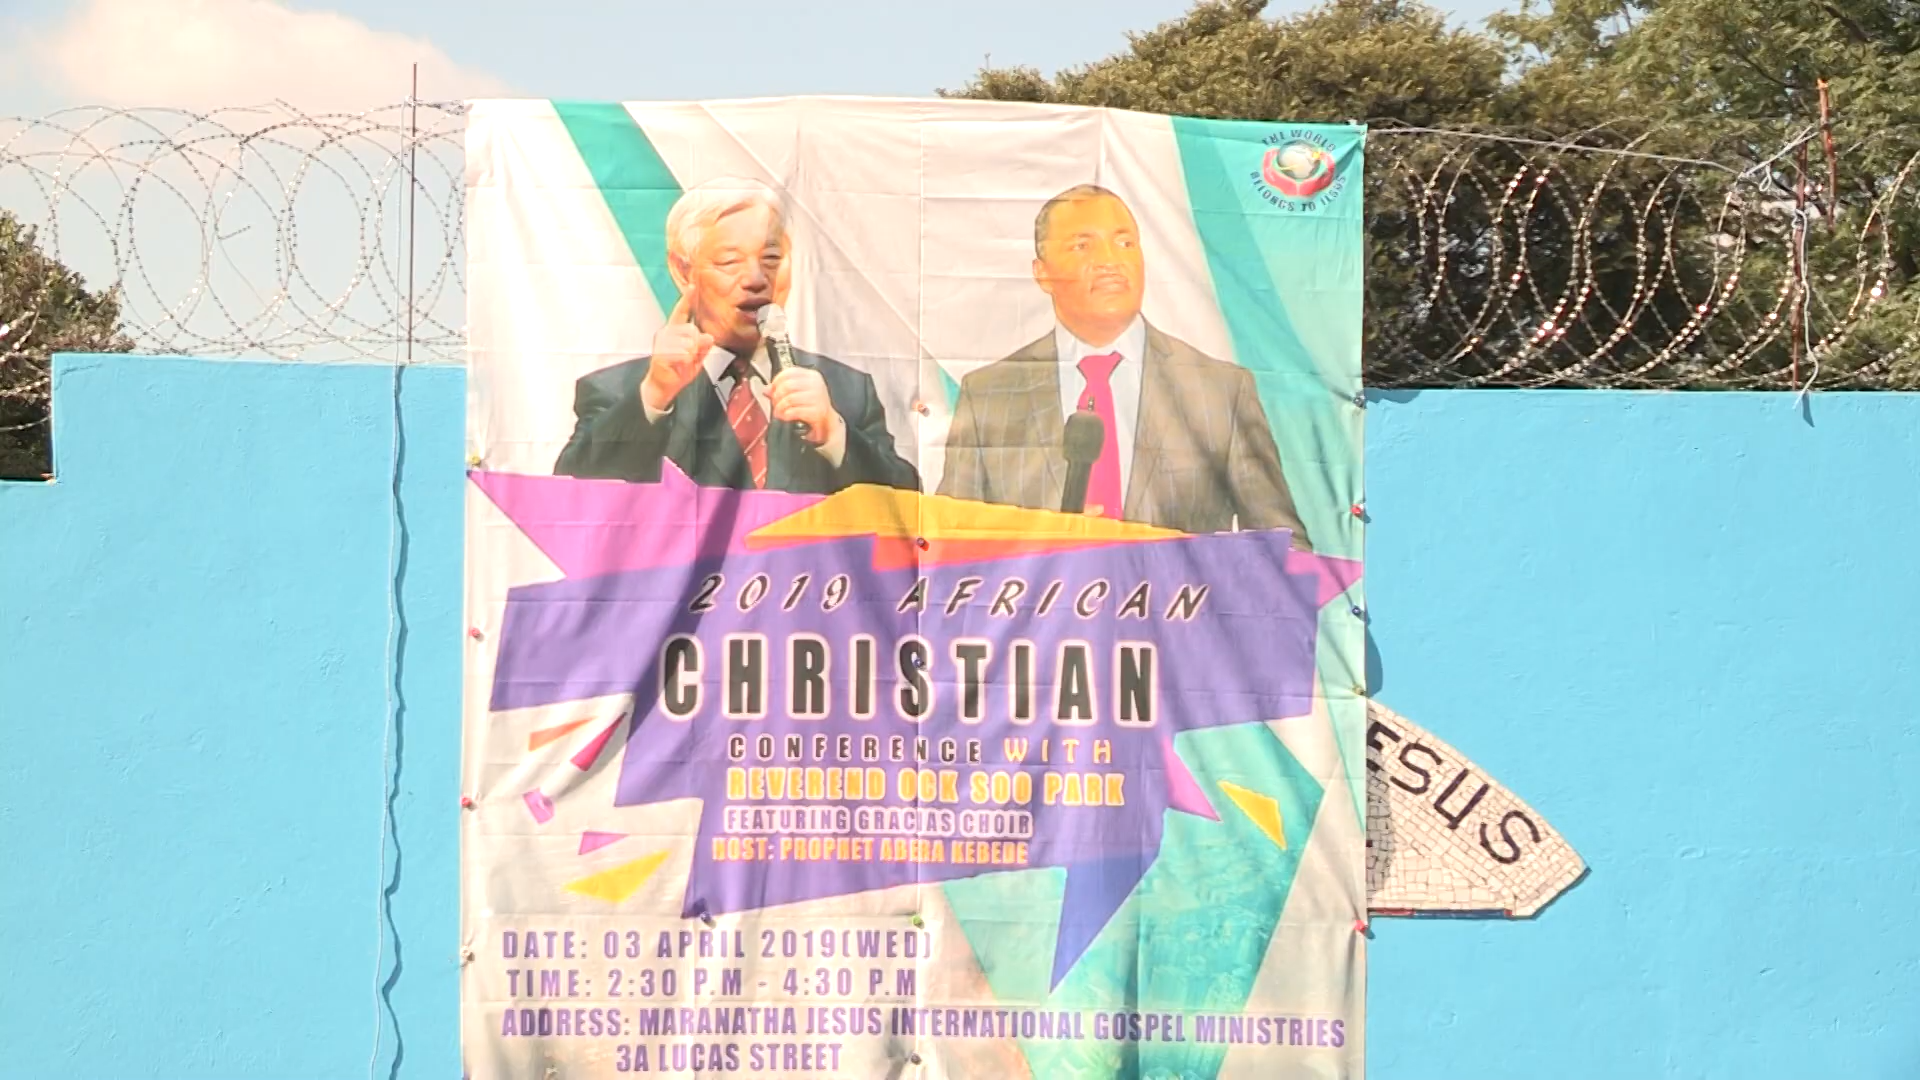 THE WORLD
BELONGS TO JESUS
2019 AFRICAN
CHRISTIAN
CONFERENCE WITH
REVEREND OCK SOO PARK
FEATURING GRACIAS CHOIR
HOST: PROPHET ABERA KEBEDE
DATE: 03 APRIL 2019(WED)
TIME: 2:30 P.M - 4:30 P.M
ADDRESS: MARANATHA JESUS INTERNATIONAL GOSPEL MINISTRIES
3A LUCAS STREET
ESUS